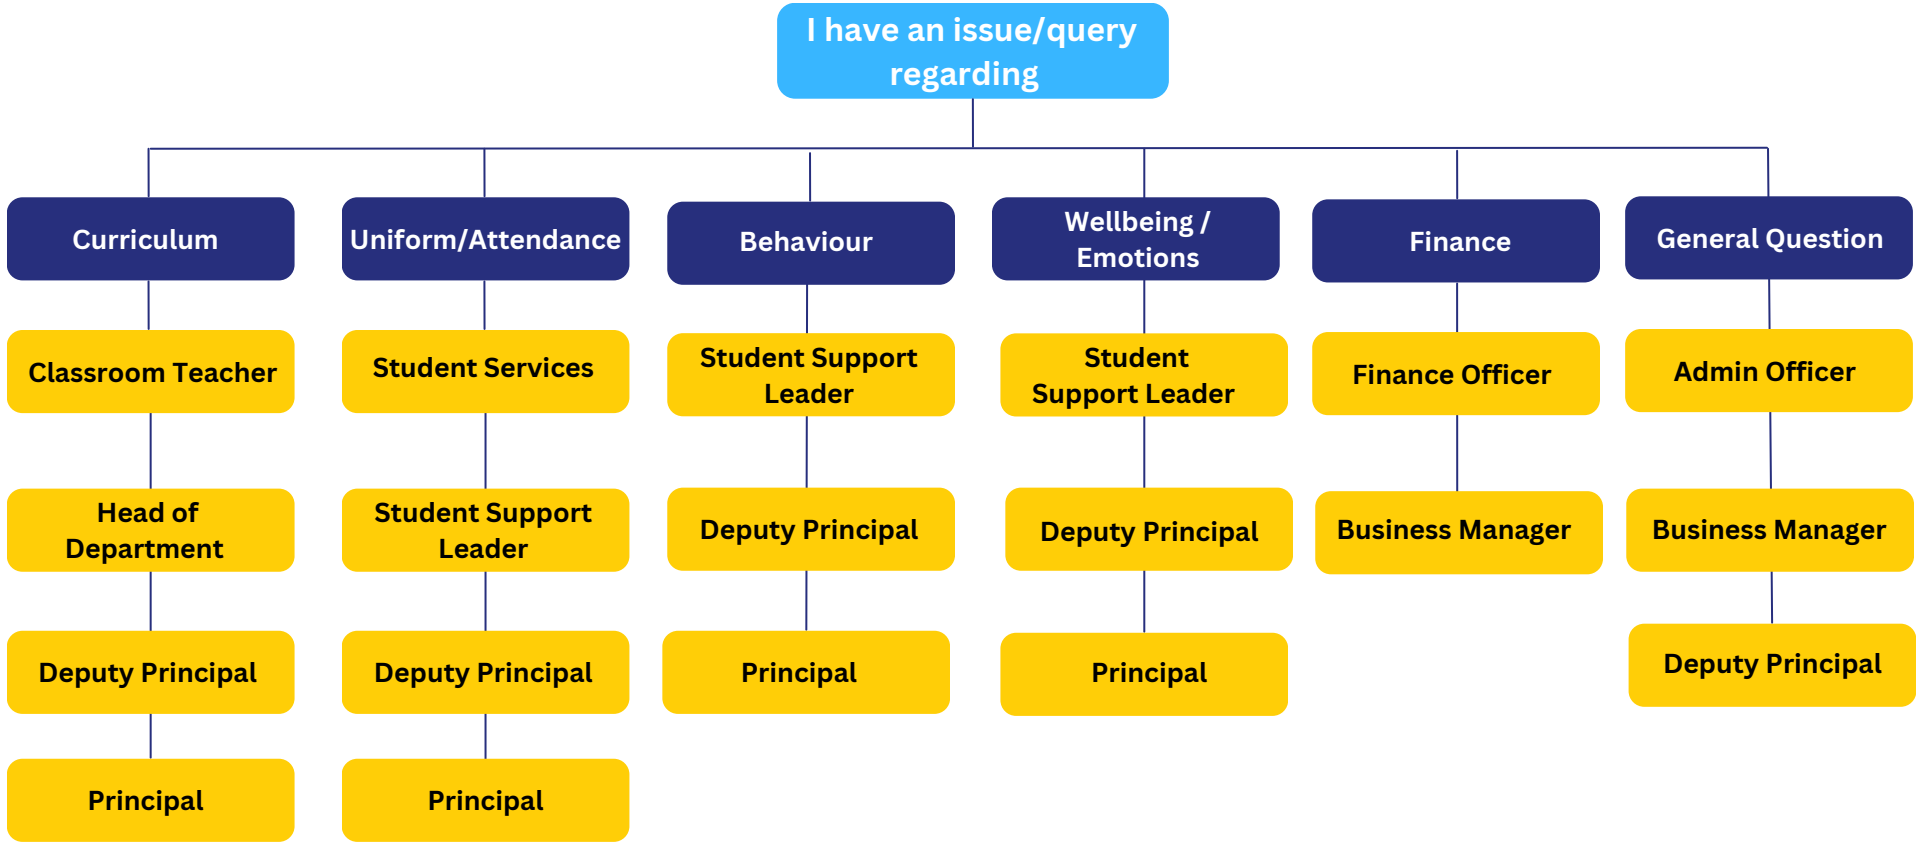 I have an issue/query
regarding
Curriculum
Uniform/Attendance
Behaviour
Wellbeing /
Emotions
Finance
General Question
Classroom Teacher
Student Services
Student Support
Leader
Student
Support Leader
Finance Officer
Admin Officer
Head of
Department
Student Support
Leader
Deputy Principal
Deputy Principal
Business Manager
Business Manager
Deputy Principal
Deputy Principal
Principal
Principal
Deputy Principal
Principal
Principal